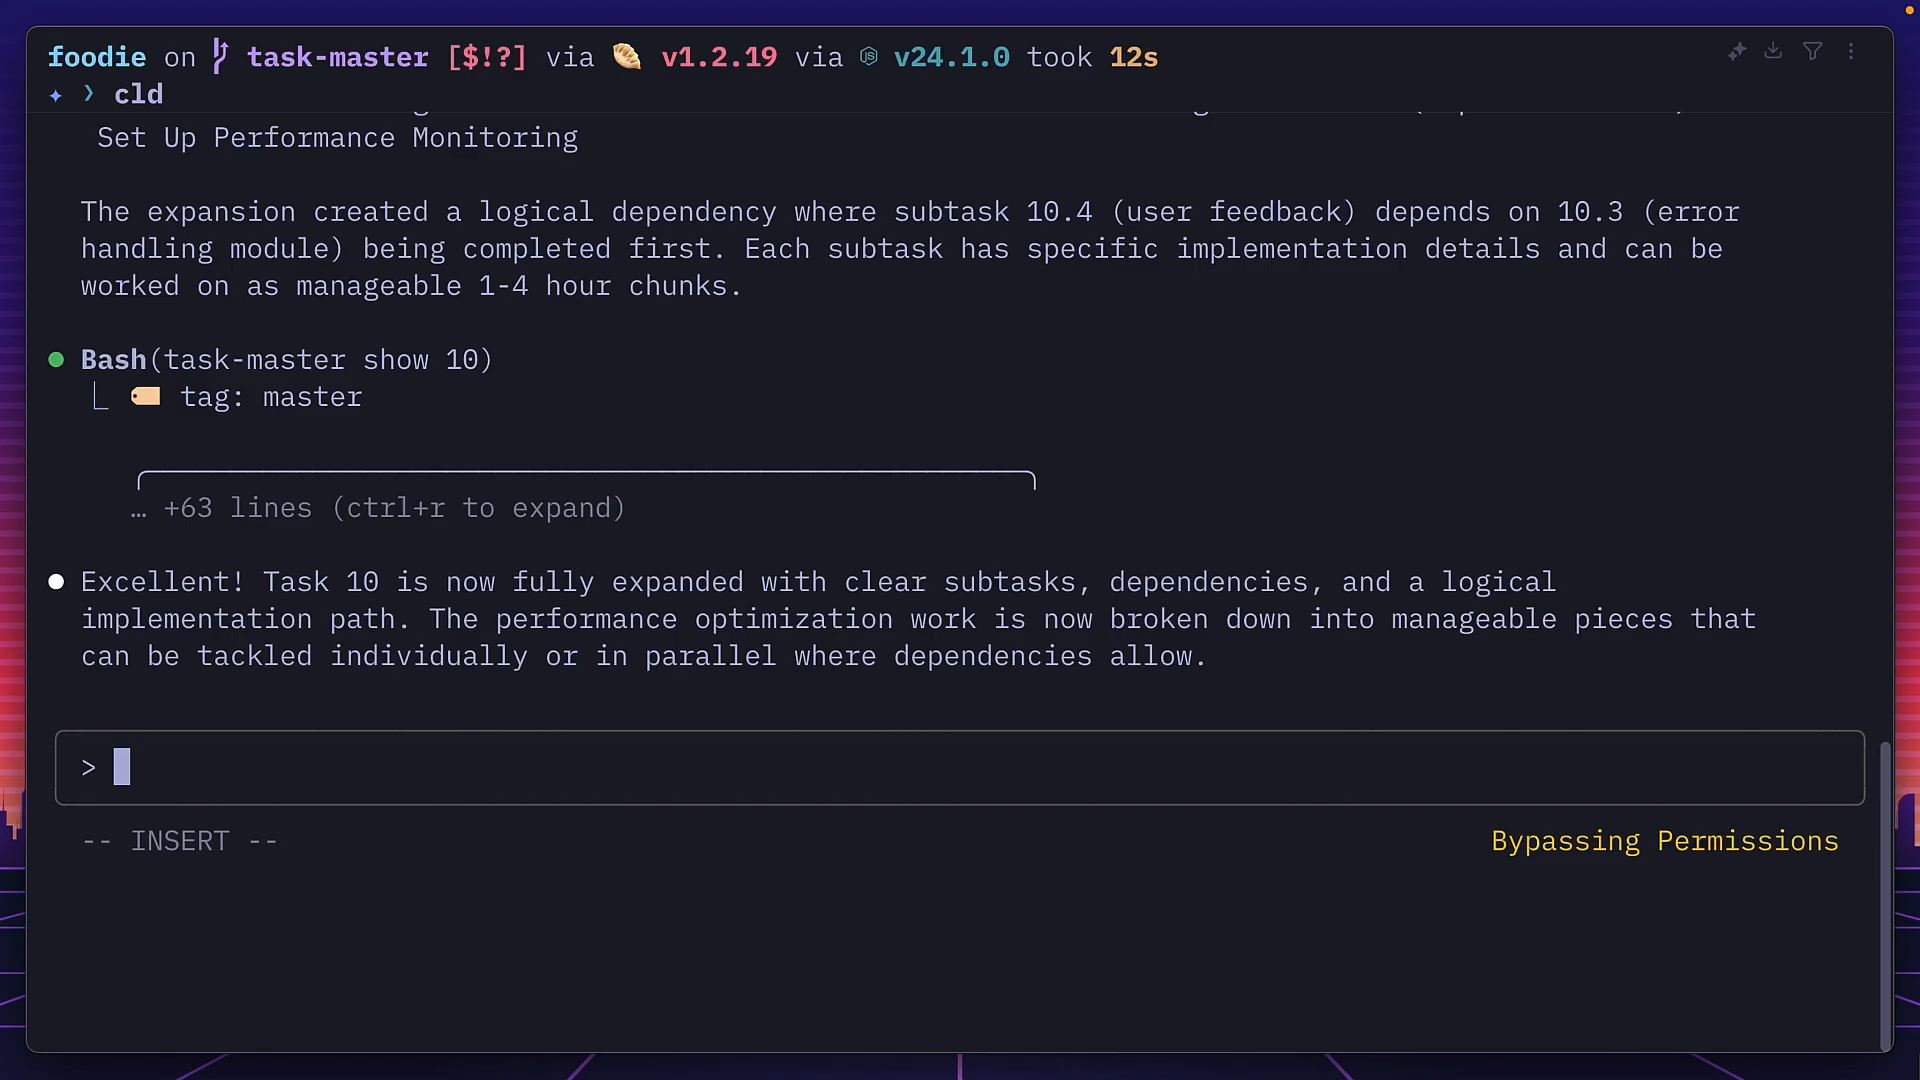 foodie on task-master [$!?] via v1.2.19 via v24.1.0 took 12s
❯ cld
Set Up Performance Monitoring
The expansion created a logical dependency where subtask 10.4 (user feedback) depends on 10.3 (error
handling module) being completed first. Each subtask has specific implementation details and can be
worked on as manageable 1-4 hour chunks.
Bash(task-master show 10)
tag: master
… +63 lines (ctrl+r to expand)
Excellent! Task 10 is now fully expanded with clear subtasks, dependencies, and a logical
implementation path. The performance optimization work is now broken down into manageable pieces that
can be tackled individually or in parallel where dependencies allow.
>
-- INSERT --
Bypassing Permissions